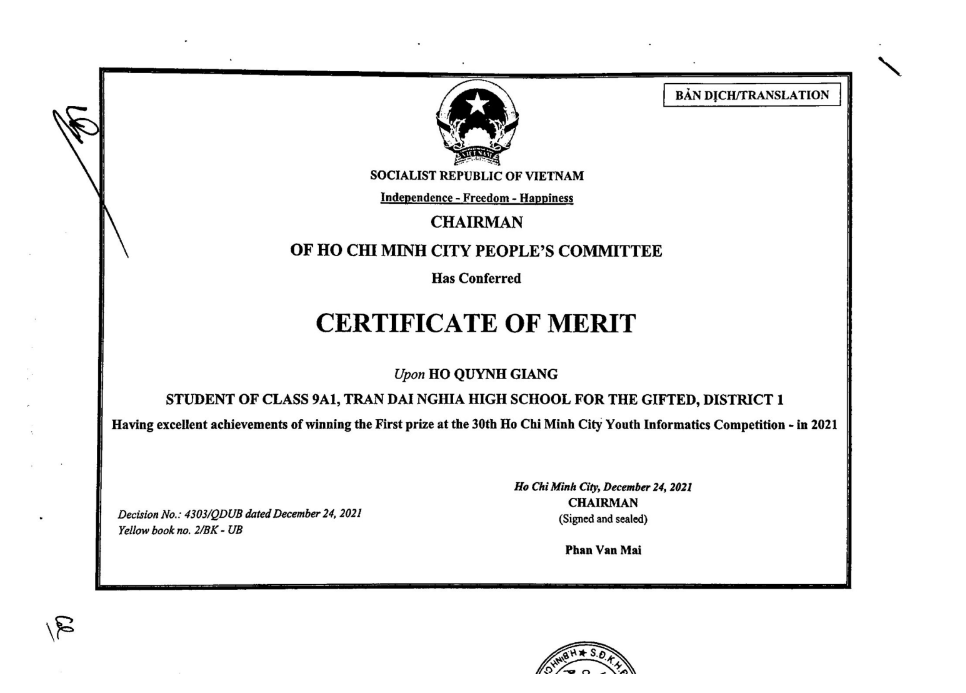 BẢN DỊCH/TRANSLATION
VIETNAM
SOCIALIST REPUBLIC OF VIETNAM
Independence - Freedom - Happiness
CHAIRMAN
OF HO CHI MINH CITY PEOPLE'S COMMITTEE
Has Conferred
CERTIFICATE OF MERIT
Upon HO QUYNH GIANG
STUDENT OF CLASS 9A1, TRAN DAI NGHIA HIGH SCHOOL FOR THE GIFTED, DISTRICT 1
Having excellent achievements of winning the First prize at the 30th Ho Chi Minh City Youth Informatics Competition - in 2021
Ho Chi Minh City, December 24, 2021
CHAIRMAN
(Signed and sealed)
Phan Van Mai
Decision No.: 4303/QDUB dated December 24, 2021
Yellow book no. 2/BK - UB
★ S.Đ.K.H.